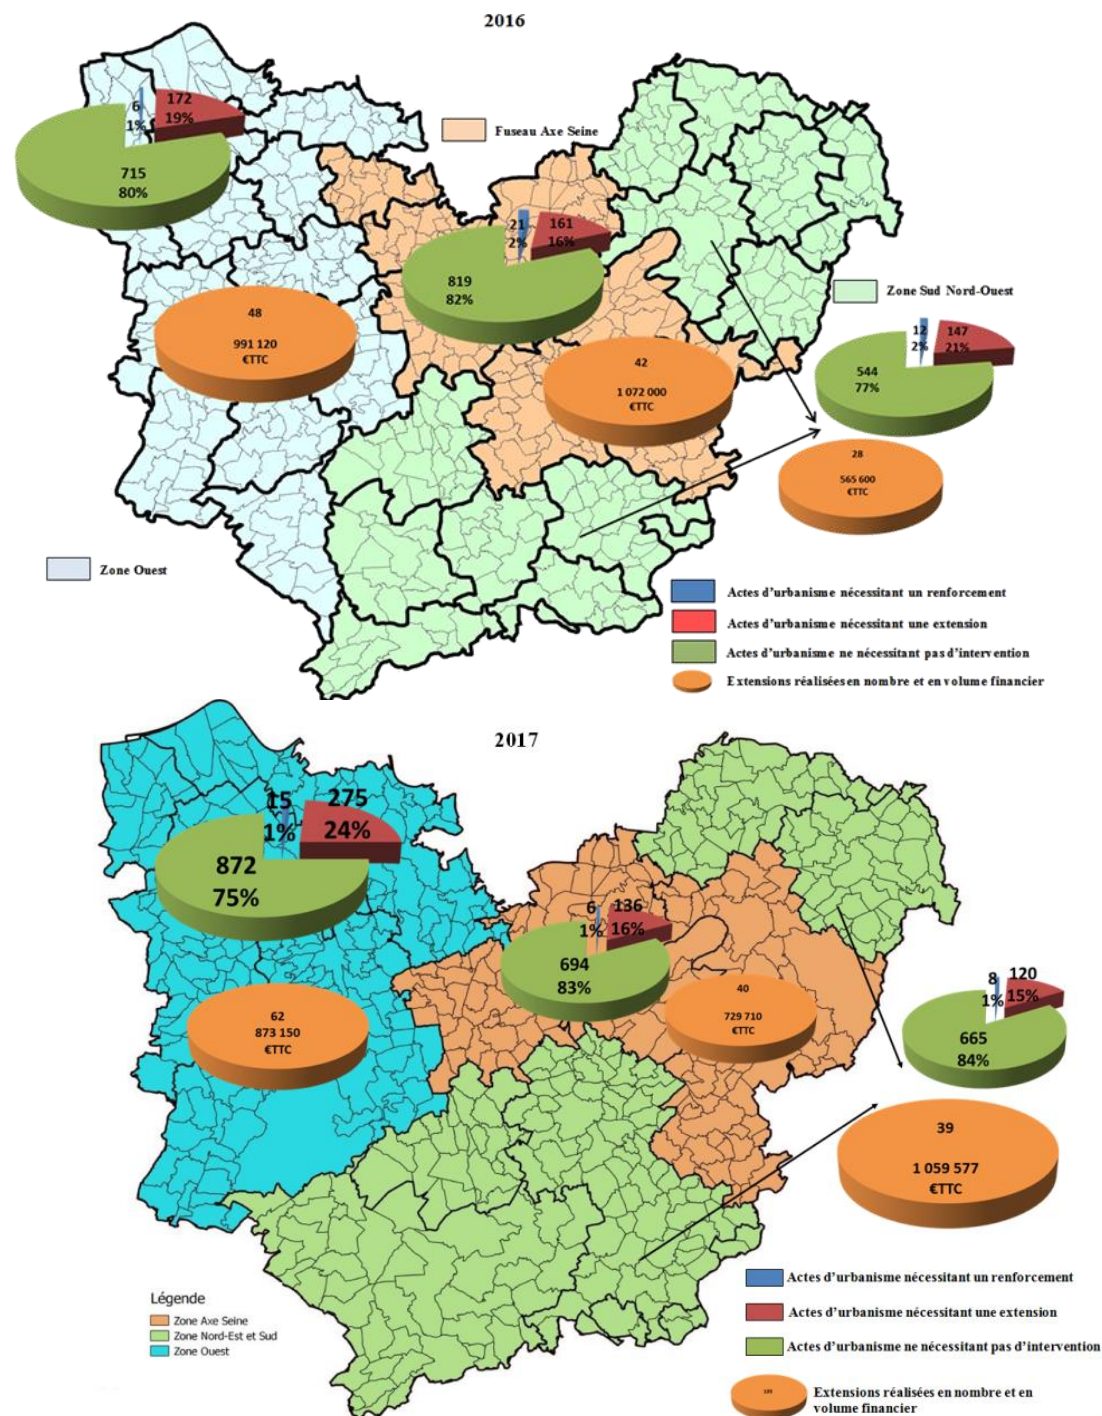 2016
6
1%
172
19%
715
80%
Fuseau Axe Seine
21
2%
161
16%
819
82%
Zone Sud Nord-Ouest
48
991 120
€TTC
42
1 072 000
€TTC
12
2%
147
21%
544
77%
28
565 600
€TTC
Zone Ouest
Actes d'urbanisme nécessitant un renforcement
Actes d'urbanisme nécessitant une extension
Actes d'urbanisme ne nécessitant pas d'intervention
Extensions réalisées en nombre et en volume financier
2017
15
1%
275
24%
872
75%
6
1%
136
16%
694
83%
62
873 150
€TTC
40
729 710
€TTC
8
1%
120
15%
665
84%
39
1 059 577
€TTC
Légende
Zone Axe Seine
Zone Nord-Est et Sud
Zone Ouest
Actes d'urbanisme nécessitant un renforcement
Actes d'urbanisme nécessitant une extension
Actes d'urbanisme ne nécessitant pas d'intervention
Extensions réalisées en nombre et en
volume financier